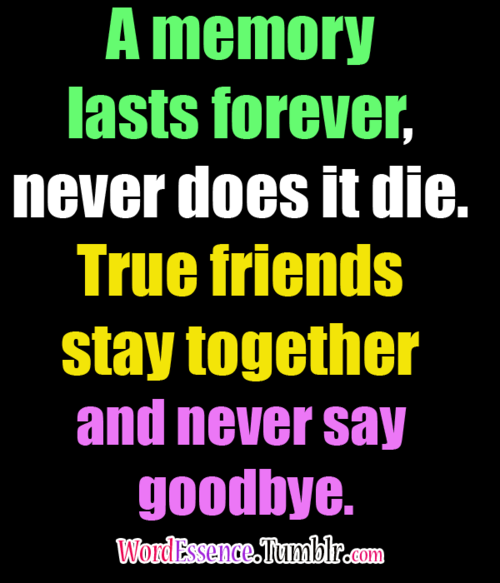 A memory
lasts forever,
never does it die.
True friends
stay together
and never say
goodbye.
WordEssence.Tumblr.com